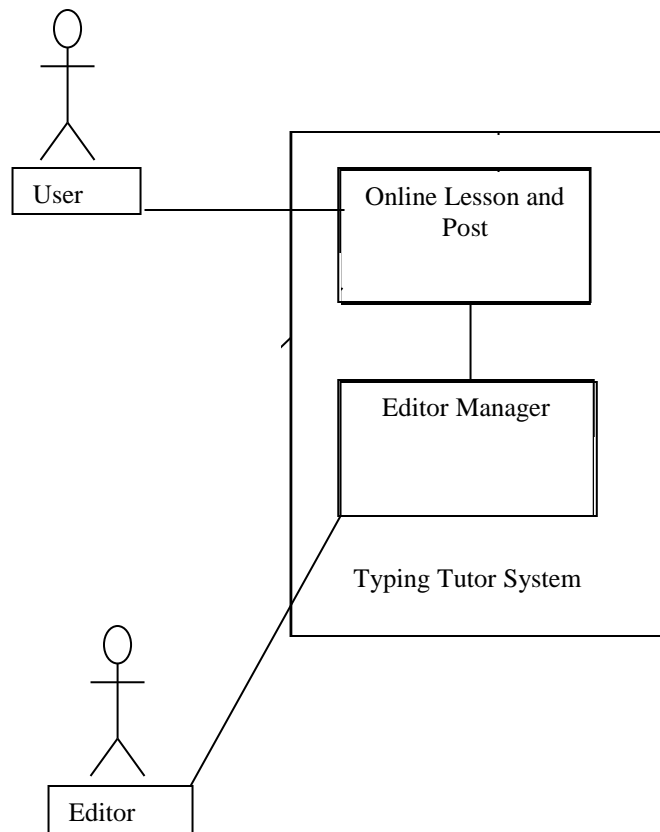 User
Online Lesson and
Post
Editor Manager
Typing Tutor System
Editor